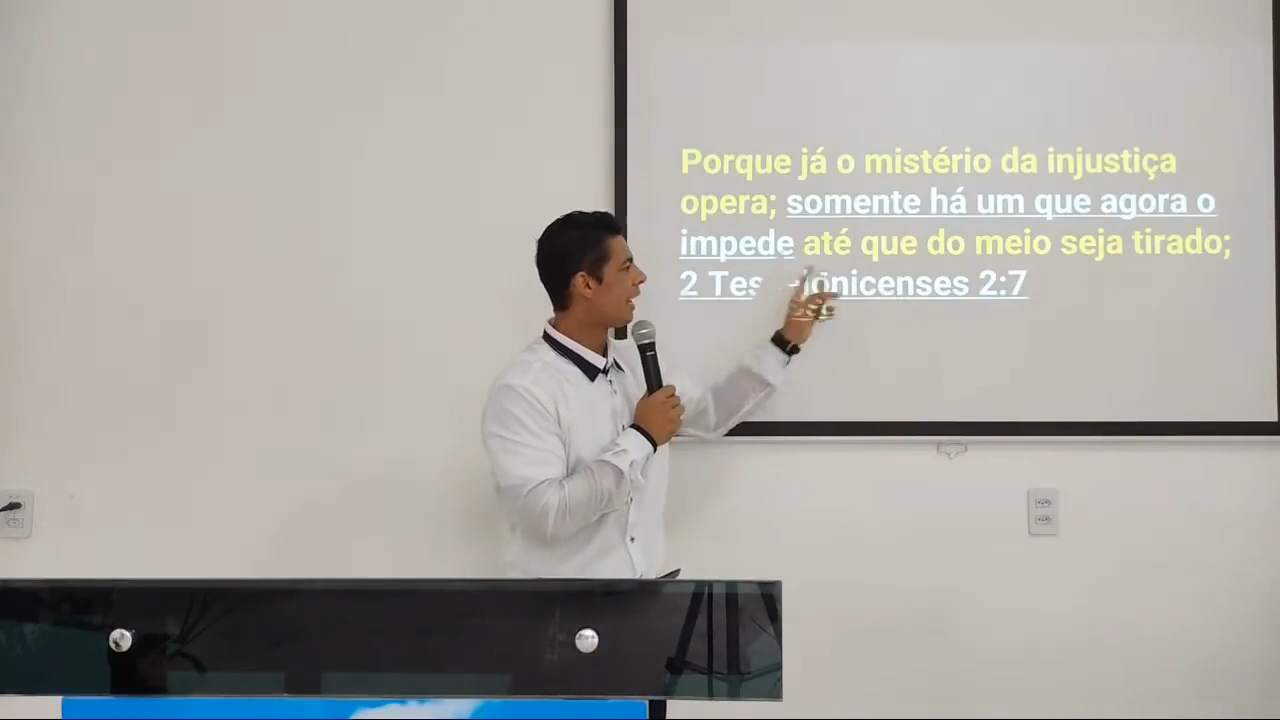 Porque já o mistério da injustiça
opera; somente há um que agora o
impede até que do meio seja tirado;
2 Tessalonicenses 2:7